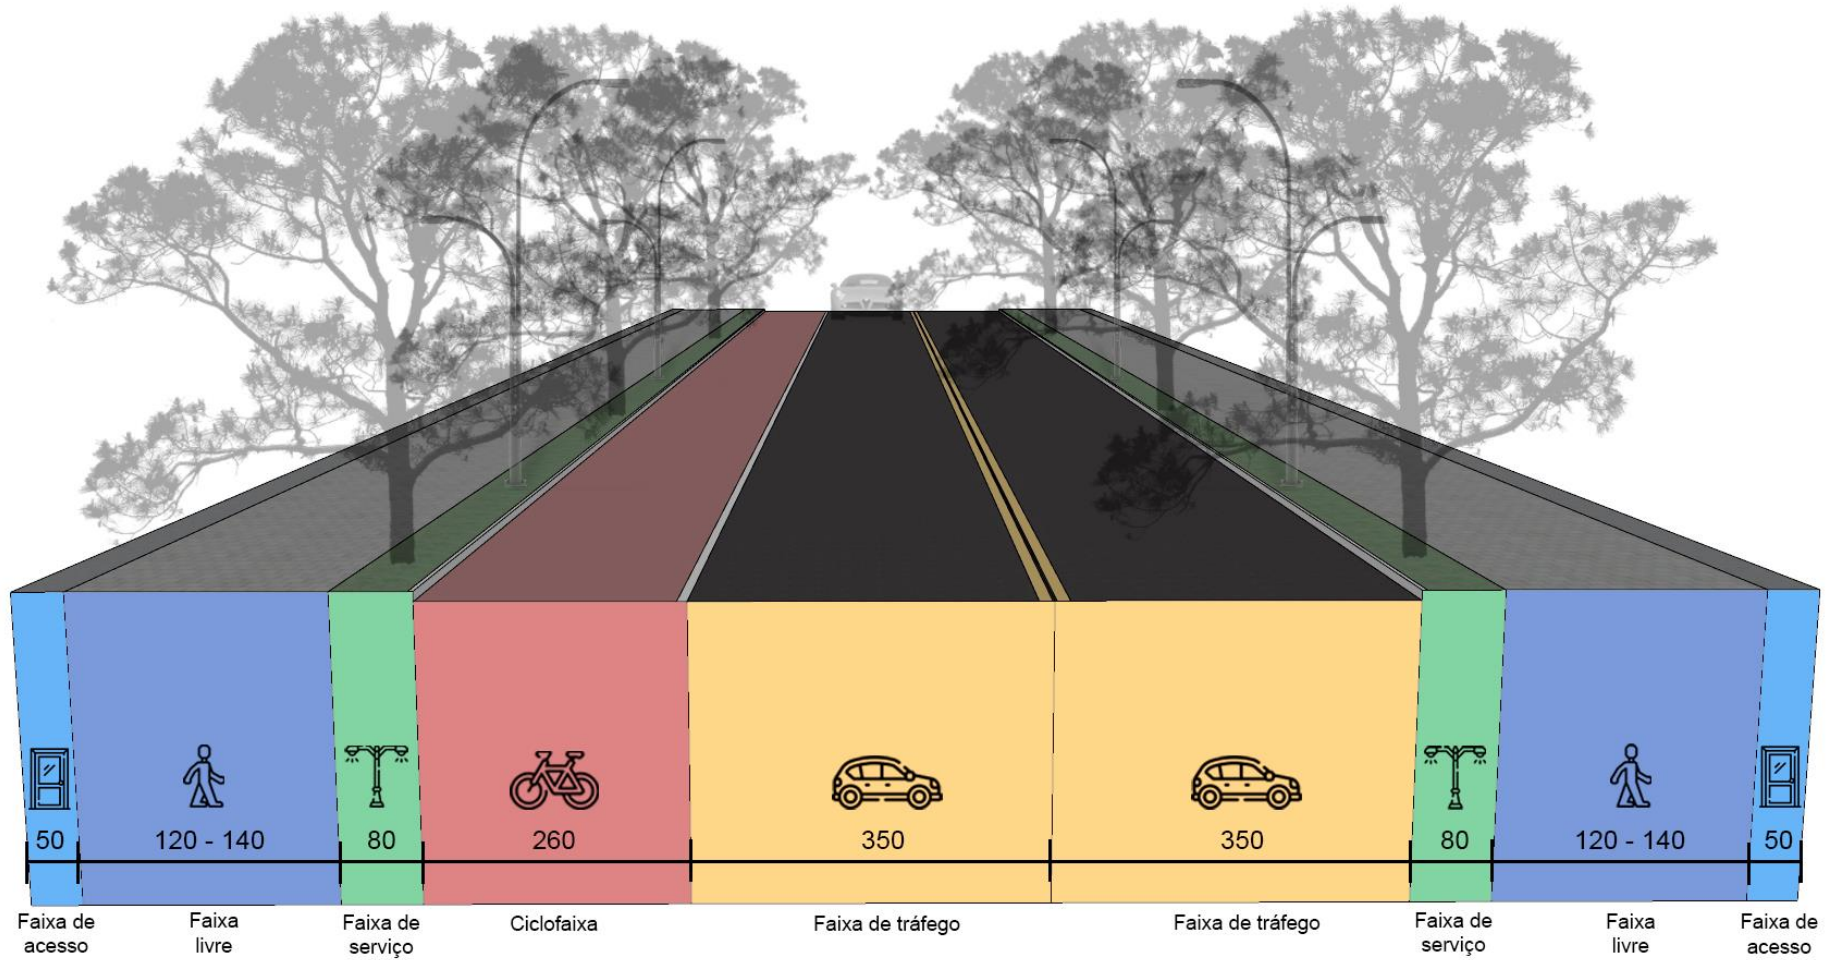 50
120 - 140
80
260
350
350
80
120 - 140
50
Faixa de
acesso
Faixa
livre
Faixa de
serviço
Ciclofaixa
Faixa de tráfego
Faixa de tráfego
Faixa de
serviço
Faixa
livre
Faixa de
acesso